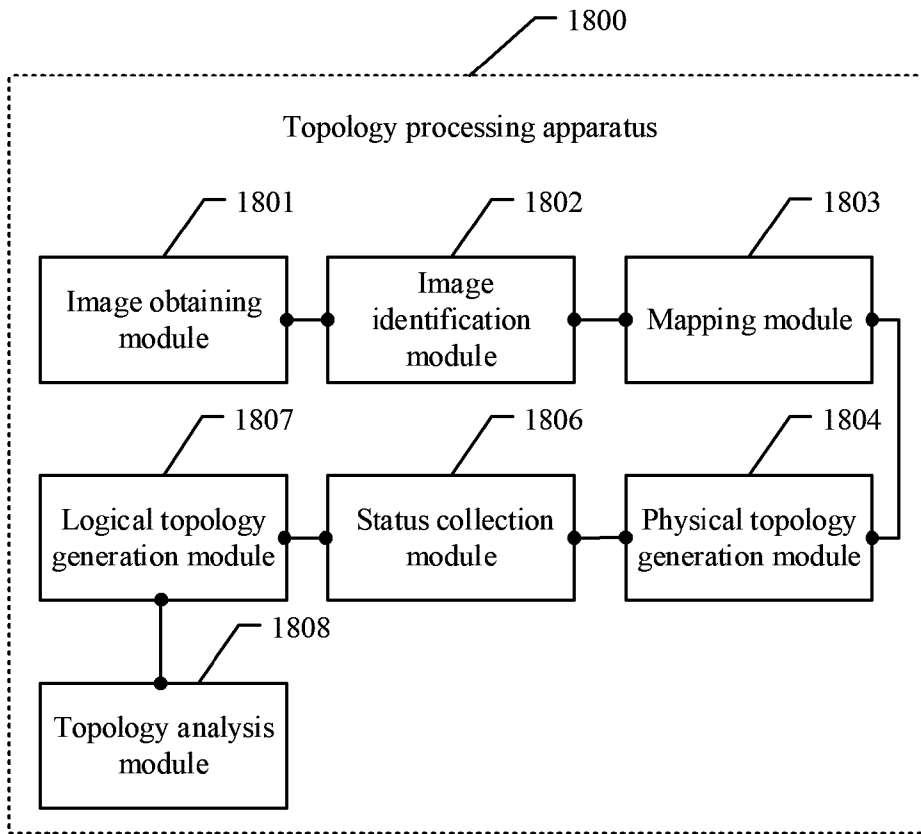 1800
Topology processing apparatus
1801
1802
1803
Image obtaining
module
Image
identification
module
Mapping module
1807
1806
1804
Logical topology
generation module
Status collection
module
Physical topology
generation module
1808
Topology analysis
module